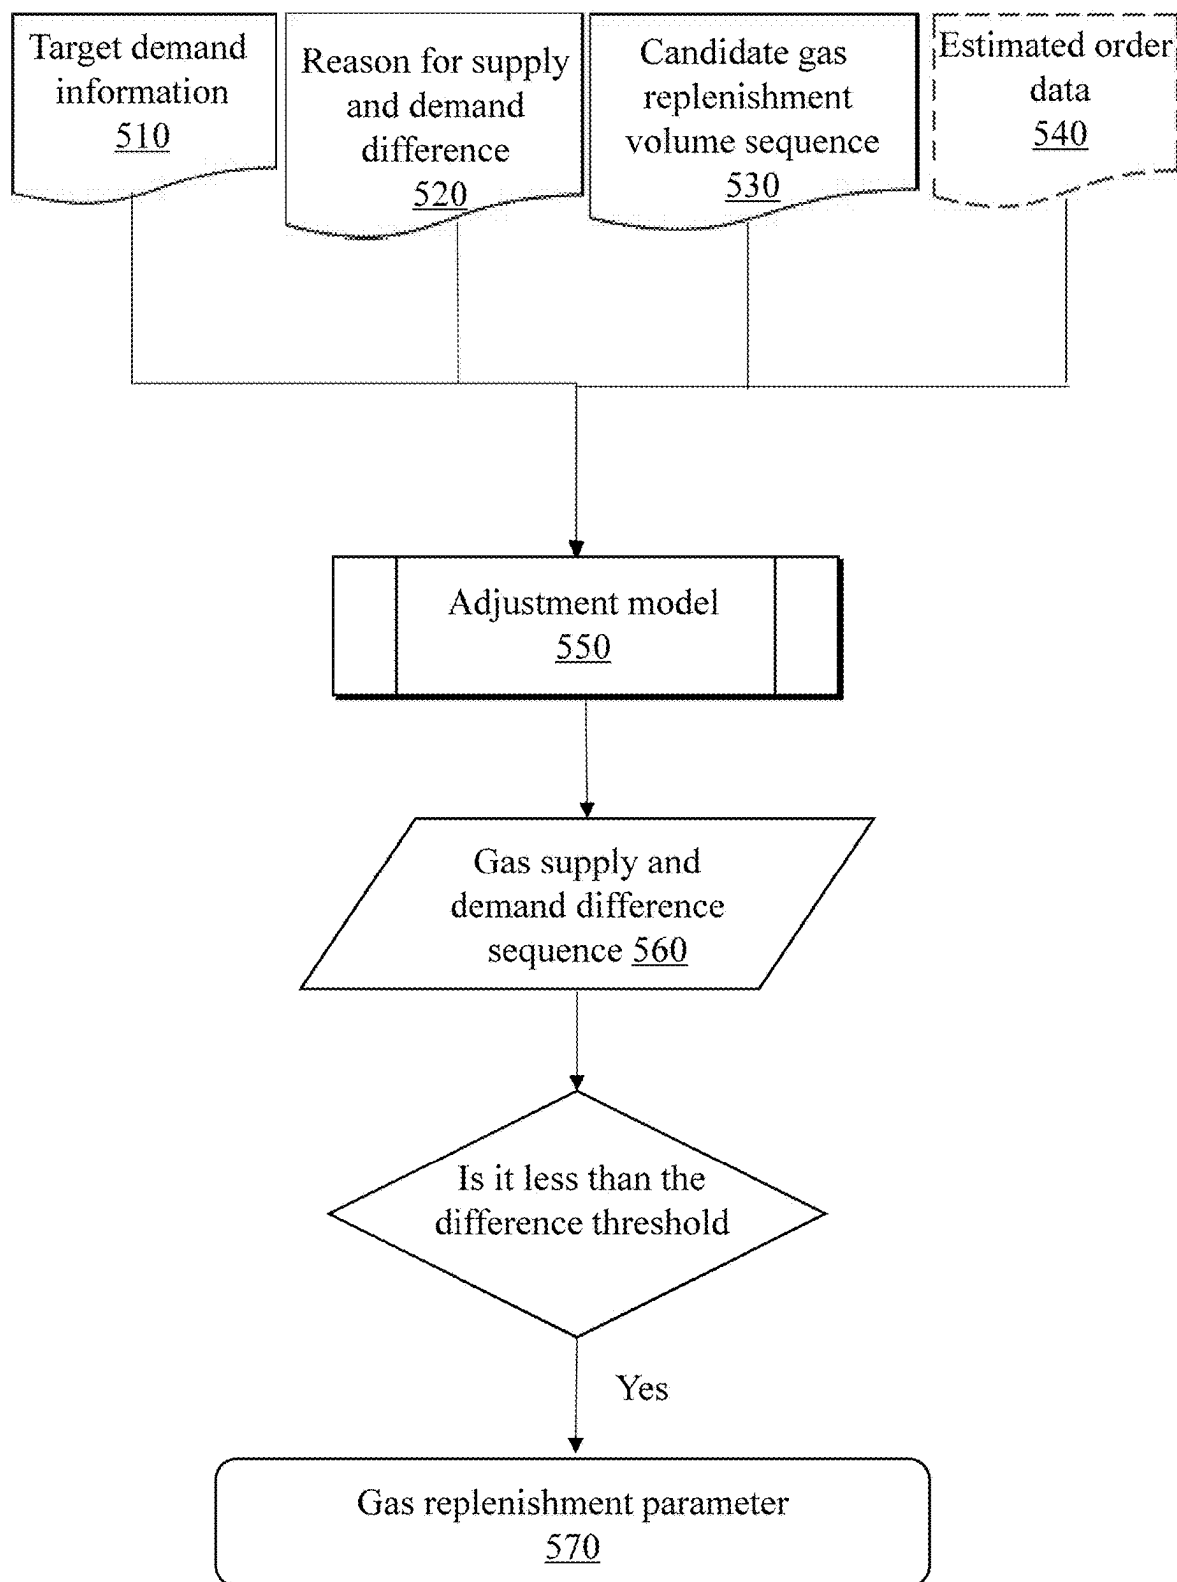 Target demand
information
510
Reason for supply
and demand
difference
520
Candidate gas
replenishment
volume sequence
530
Estimated order
data
540
Adjustment model
550
Gas supply and
demand difference
sequence 560
Is it less than the
difference threshold
Yes
Gas replenishment parameter
570